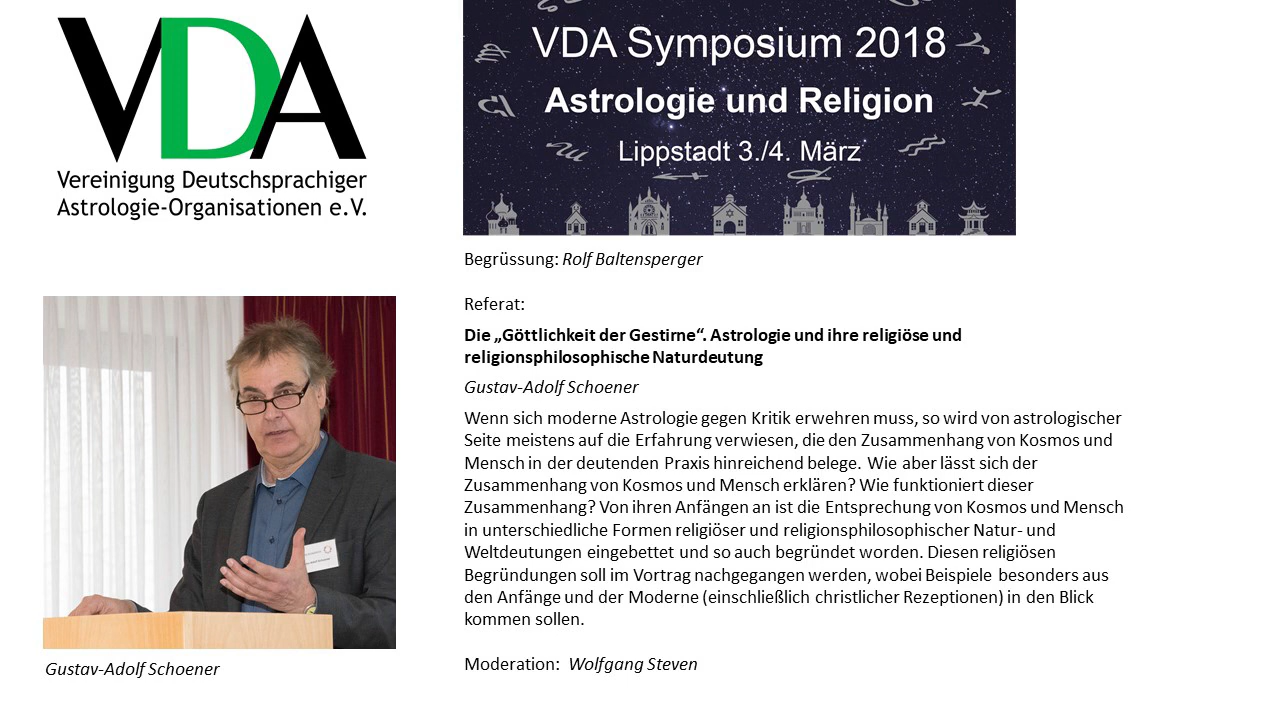 VDA
Vereinigung Deutschsprachiger
Astrologie-Organisationen e.V.
VDA Symposium 2018
Astrologie und Religion
Lippstadt 3./4. März
Begrüssung: Rolf Baltensperger
Referat:
Die „Göttlichkeit der Gestirne“. Astrologie und ihre religiöse und
religionsphilosophische Naturdeutung
Gustav-Adolf Schoener
Wenn sich moderne Astrologie gegen Kritik erwehren muss, so wird von astrologischer
Seite meistens auf die Erfahrung verwiesen, die den Zusammenhang von Kosmos und
Mensch in der deutenden Praxis hinreichend belege. Wie aber lässt sich der
Zusammenhang von Kosmos und Mensch erklären? Wie funktioniert dieser
Zusammenhang? Von ihren Anfängen an ist die Entsprechung von Kosmos und Mensch
in unterschiedliche Formen religiöser und religionsphilosophischer Natur- und
Weltdeutungen eingebettet und so auch begründet worden. Diesen religiösen
Begründungen soll im Vortrag nachgegangen werden, wobei Beispiele besonders aus
den Anfänge und der Moderne (einschließlich christlicher Rezeptionen) in den Blick
kommen sollen.
Moderation: Wolfgang Steven
Gustav-Adolf Schoener